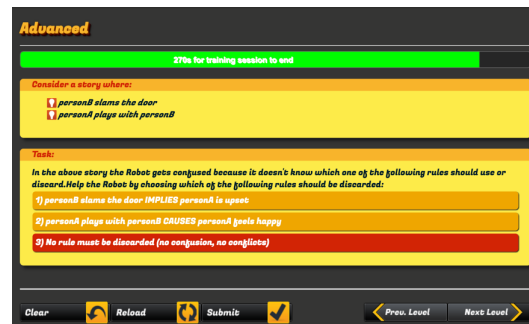 Advanced
270s for training session to end
Consider a story where:
personB slams the door
personA plays with personB
Task:
In the above story the Robot gets confused because it doesn't know which one of the following rules should use or
discard.Help the Robot by choosing which of the following rules should be discarded:
1) personB slams the door IMPLIES personA is upset
2) personA plays with personB CAUSES personA feels happy
3) No rule must be discarded (no confusion, no conflicts)
Clear
Reload
Submit
Prev. Level
Next Level